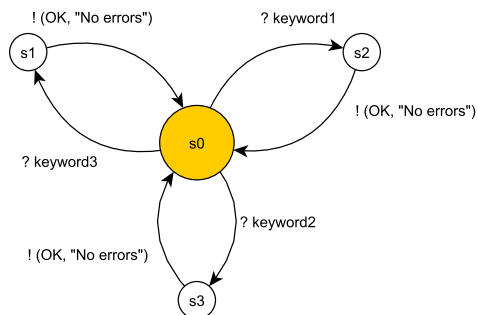 ! (OK, "No errors")
? keyword1
s1
s2
! (OK, "No errors")
s0
? keyword3
? keyword2
! (OK, "No errors")
s3